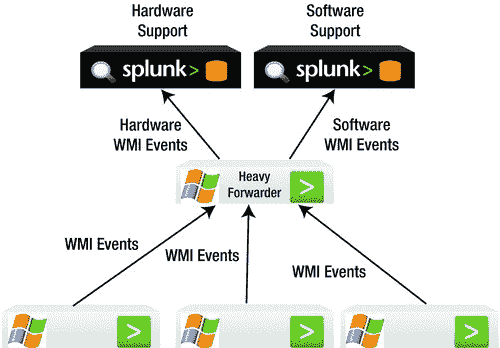 Hardware
Support
Software
Support
splunk>
splunk>
Hardware
WMI Events
Software
WMI Events
Heavy
Forwarder
>
WMI Events
WMI Events
WMI Events
>
>
>